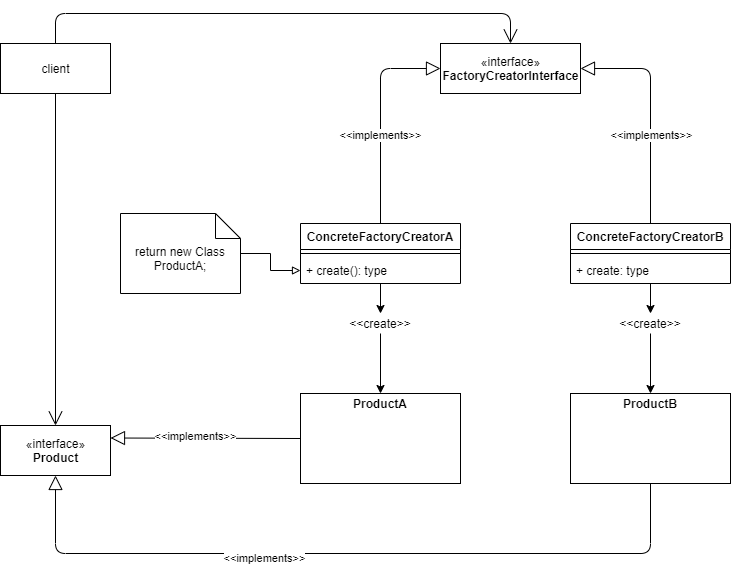 client
«interface»
FactoryCreatorInterface
<<implements>>
<<implements>>
return new Class
ProductA;
ConcreteFactoryCreatorA
+ create(): type
ConcreteFactoryCreatorB
+ create: type
<<create>>
<<create>>
ProductA
ProductB
«interface»
Product
<<implements>>
<<implements>>